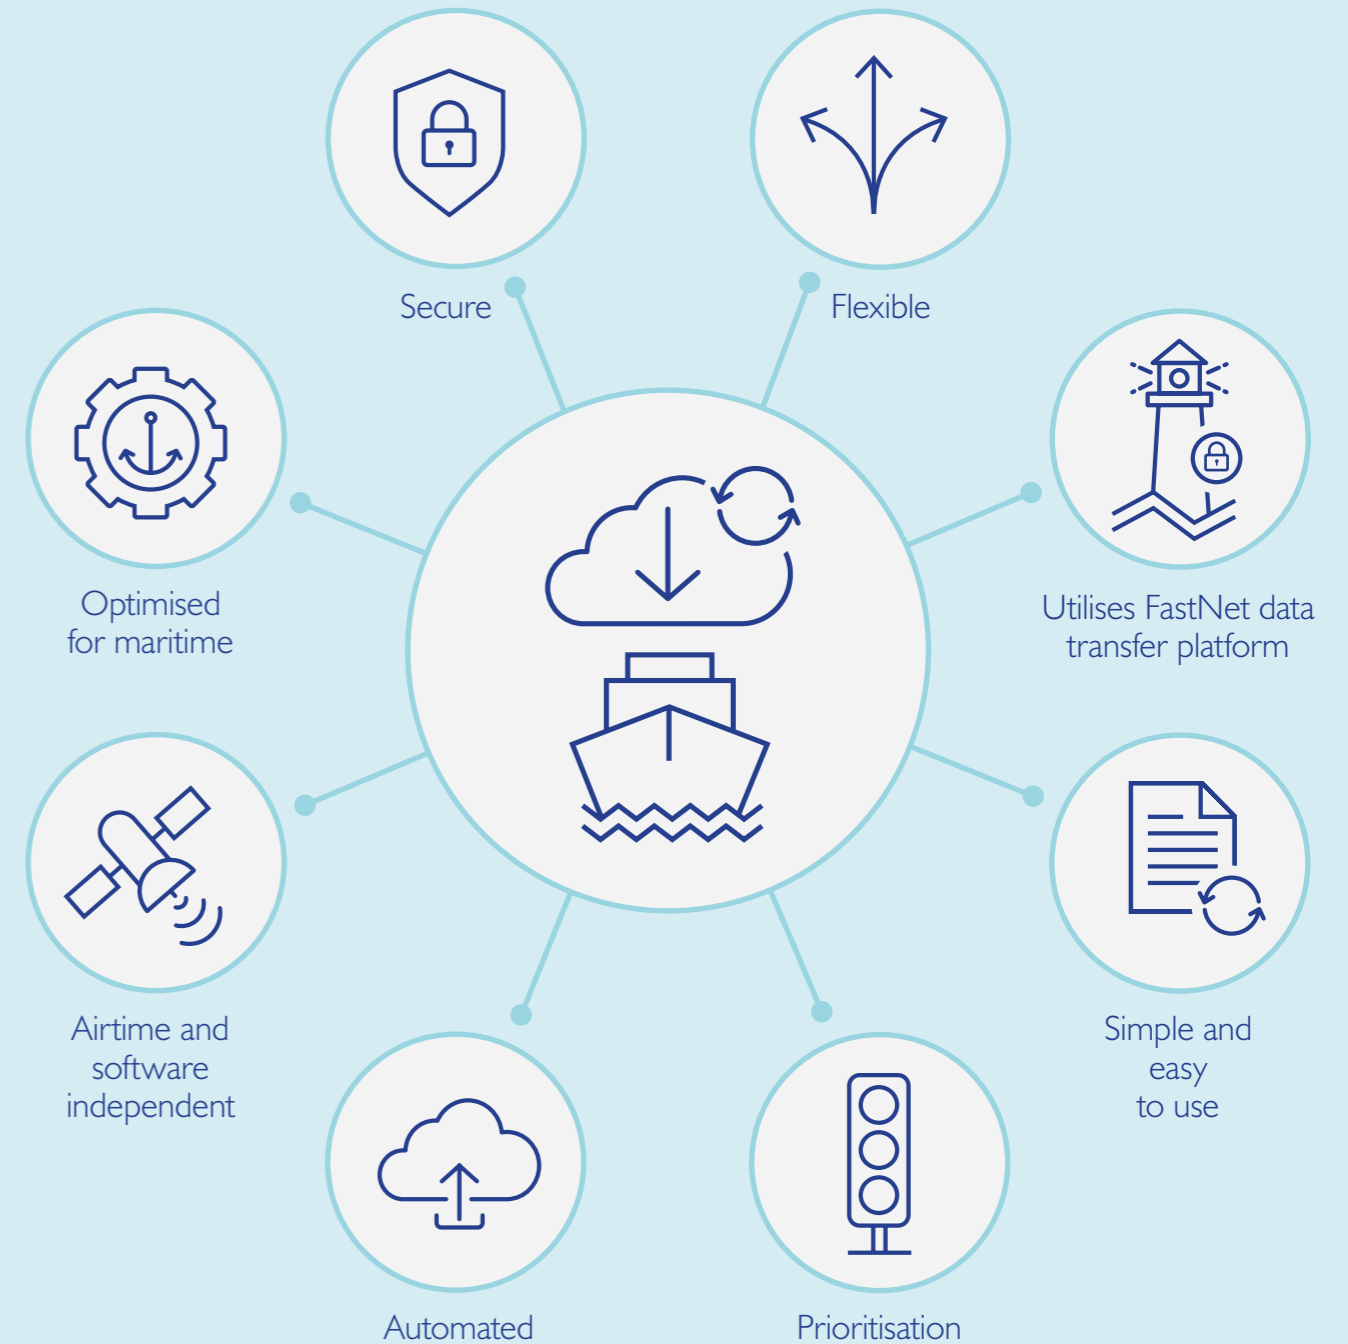 Secure
Flexible
Optimised
for maritime
Utilises FastNet data
transfer platform
Airtime and
software
independent
Simple and
easy
to use
Automated
Prioritisation